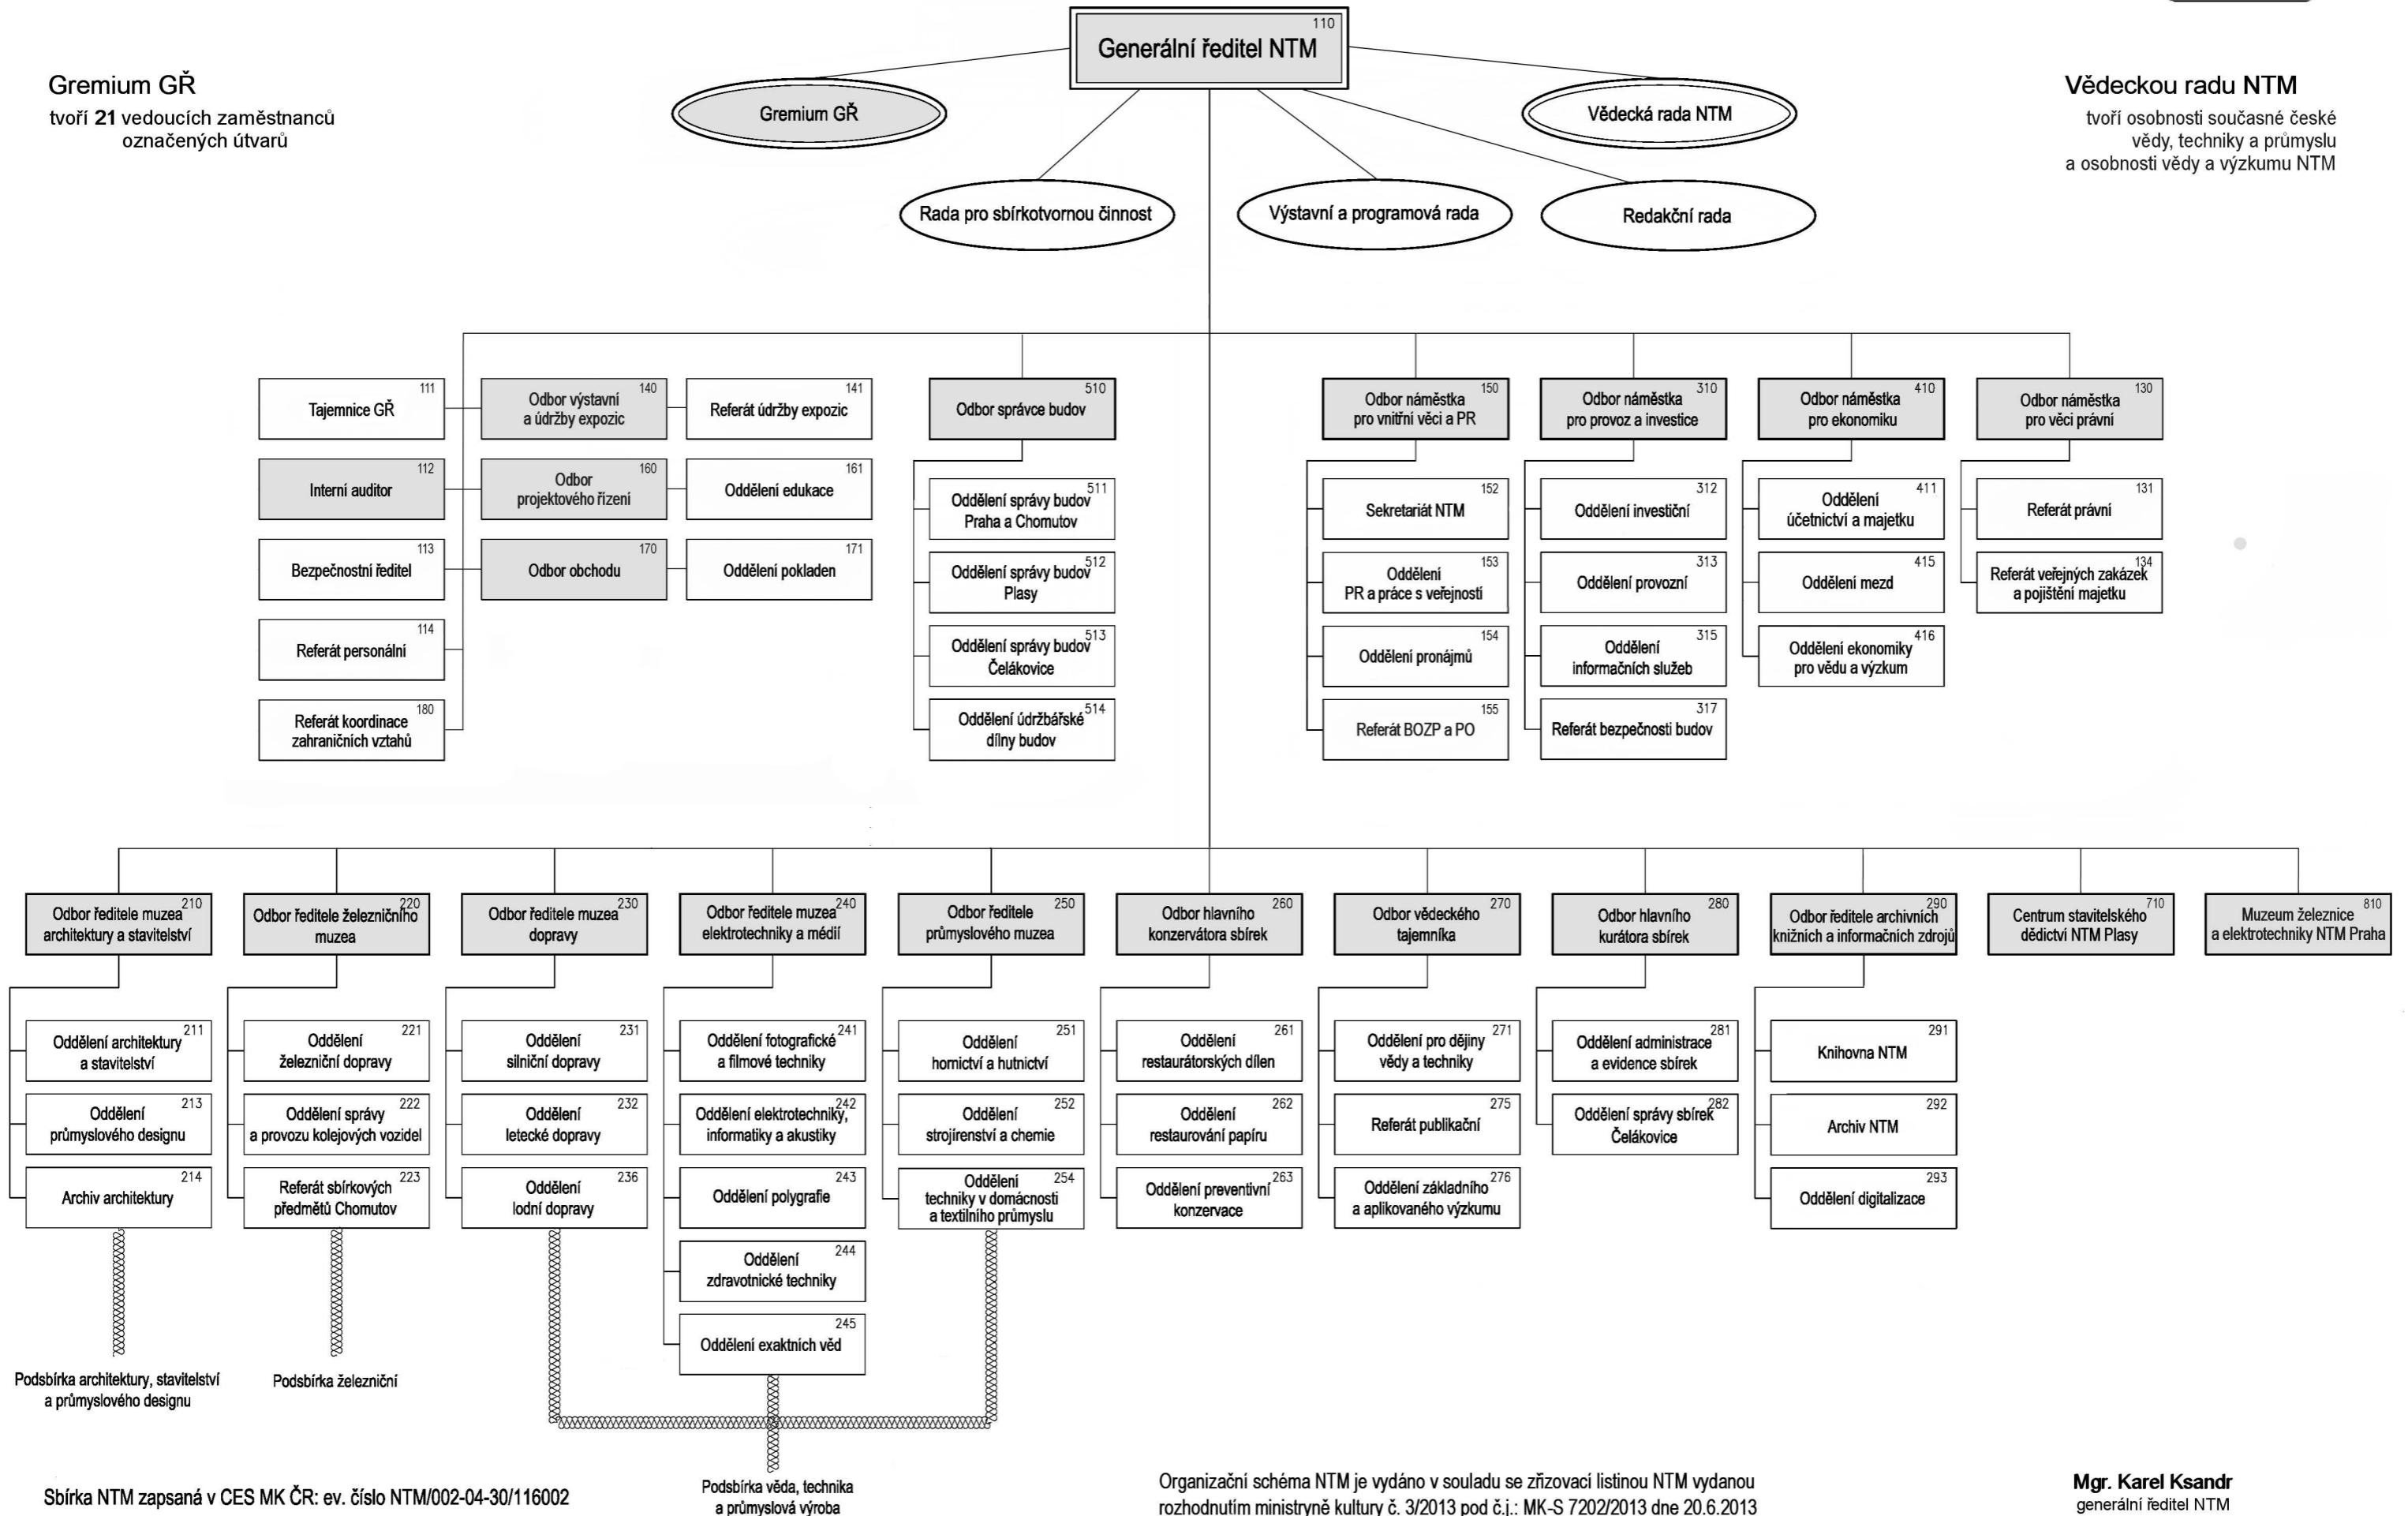 110
Generální ředitel NTM
Gremium GŘ
tvoří 21 vedoucích zaměstnanců
označených útvarů
Gremium GŘ
Vědecká rada NTM
Vědeckou radu NTM
tvoří osobnosti současné české
vědy, techniky a průmyslu
a osobnosti vědy a výzkumu NTM
Rada pro sbírkotvornou činnost
Výstavní a programová rada
Redakční rada
111
Tajemnice GŘ
112
Interní auditor
113
Bezpečnostní ředitel
114
Referát personální
180
Referát koordinace
zahraničních vztahů
140
Odbor výstavní
a údržby expozic
160
Odbor
projektového řízení
170
Odbor obchodu
141
Referát údržby expozic
161
Oddělení edukace
171
Oddělení pokladen
510
Odbor správce budov
511
Oddělení správy budov
Praha a Chomutov
512
Oddělení správy budov
Plasy
513
Oddělení správy budov
Čelákovice
514
Oddělení údržbářské
dílny budov
150
Odbor náměstka
pro vnitřní věci a PR
152
Sekretariát NTM
153
Oddělení
PR a práce s veřejností
154
Oddělení pronájmů
155
Referát BOZP a PO
310
Odbor náměstka
pro provoz a investice
312
Oddělení investiční
313
Oddělení provozní
315
Oddělení
informačních služeb
317
Referát bezpečnosti budov
410
Odbor náměstka
pro ekonomiku
411
Oddělení
účetnictví a majetku
415
Oddělení mezd
416
Oddělení ekonomiky
pro vědu a výzkum
130
Odbor náměstka
pro věci právní
131
Referát právní
134
Referát veřejných zakázek
a pojištění majetku
210
Odbor ředitele muzea
architektury a stavitelství
211
Oddělení architektury
a stavitelství
213
Oddělení
průmyslového designu
214
Archiv architektury
Podsbírka architektury, stavitelství
a průmyslového designu
220
Odbor ředitele železničního
muzea
221
Oddělení
železniční dopravy
222
Oddělení správy
a provozu kolejových vozidel
223
Referát sbírkových
předmětů Chomutov
Podsbírka železniční
230
Odbor ředitele muzea
dopravy
231
Oddělení
silniční dopravy
232
Oddělení
letecké dopravy
236
Oddělení
lodní dopravy
240
Odbor ředitele muzea
elektrotechniky a médií
241
Oddělení fotografické
a filmové techniky
242
Oddělení elektrotechniky,
informatiky a akustiky
243
Oddělení polygrafie
244
Oddělení
zdravotnické techniky
245
Oddělení exaktních věd
250
Odbor ředitele
průmyslového muzea
251
Oddělení
hornictví a hutnictví
252
Oddělení
strojírenství a chemie
254
Oddělení
techniky v domácnosti
a textilního průmyslu
Podsbírka věda, technika
a průmyslová výroba
260
Odbor hlavního
konzervátora sbírek
261
Oddělení
restaurátorských dílen
262
Oddělení
restaurování papíru
263
Oddělení preventivní
konzervace
270
Odbor vědeckého
tajemníka
271
Oddělení pro dějiny
vědy a techniky
275
Referát publikační
276
Oddělení základního
a aplikovaného výzkumu
280
Odbor hlavního
kurátora sbírek
281
Oddělení administrace
a evidence sbírek
282
Oddělení správy sbírek
Čelákovice
290
Odbor ředitele archivních
knižních a informačních zdrojů
291
Knihovna NTM
292
Archiv NTM
293
Oddělení digitalizace
710
Centrum stavitelského
dědictví NTM Plasy
810
Muzeum železnice
a elektrotechniky NTM Praha
Sbírka NTM zapsaná v CES MK ČR: ev. číslo NTM/002-04-30/116002
Organizační schéma NTM je vydáno v souladu se zřizovací listinou NTM vydanou
rozhodnutím ministryně kultury č. 3/2013 pod č.j.: MK-S 7202/2013 dne 20.6.2013
Mgr. Karel Ksandr
generální ředitel NTM